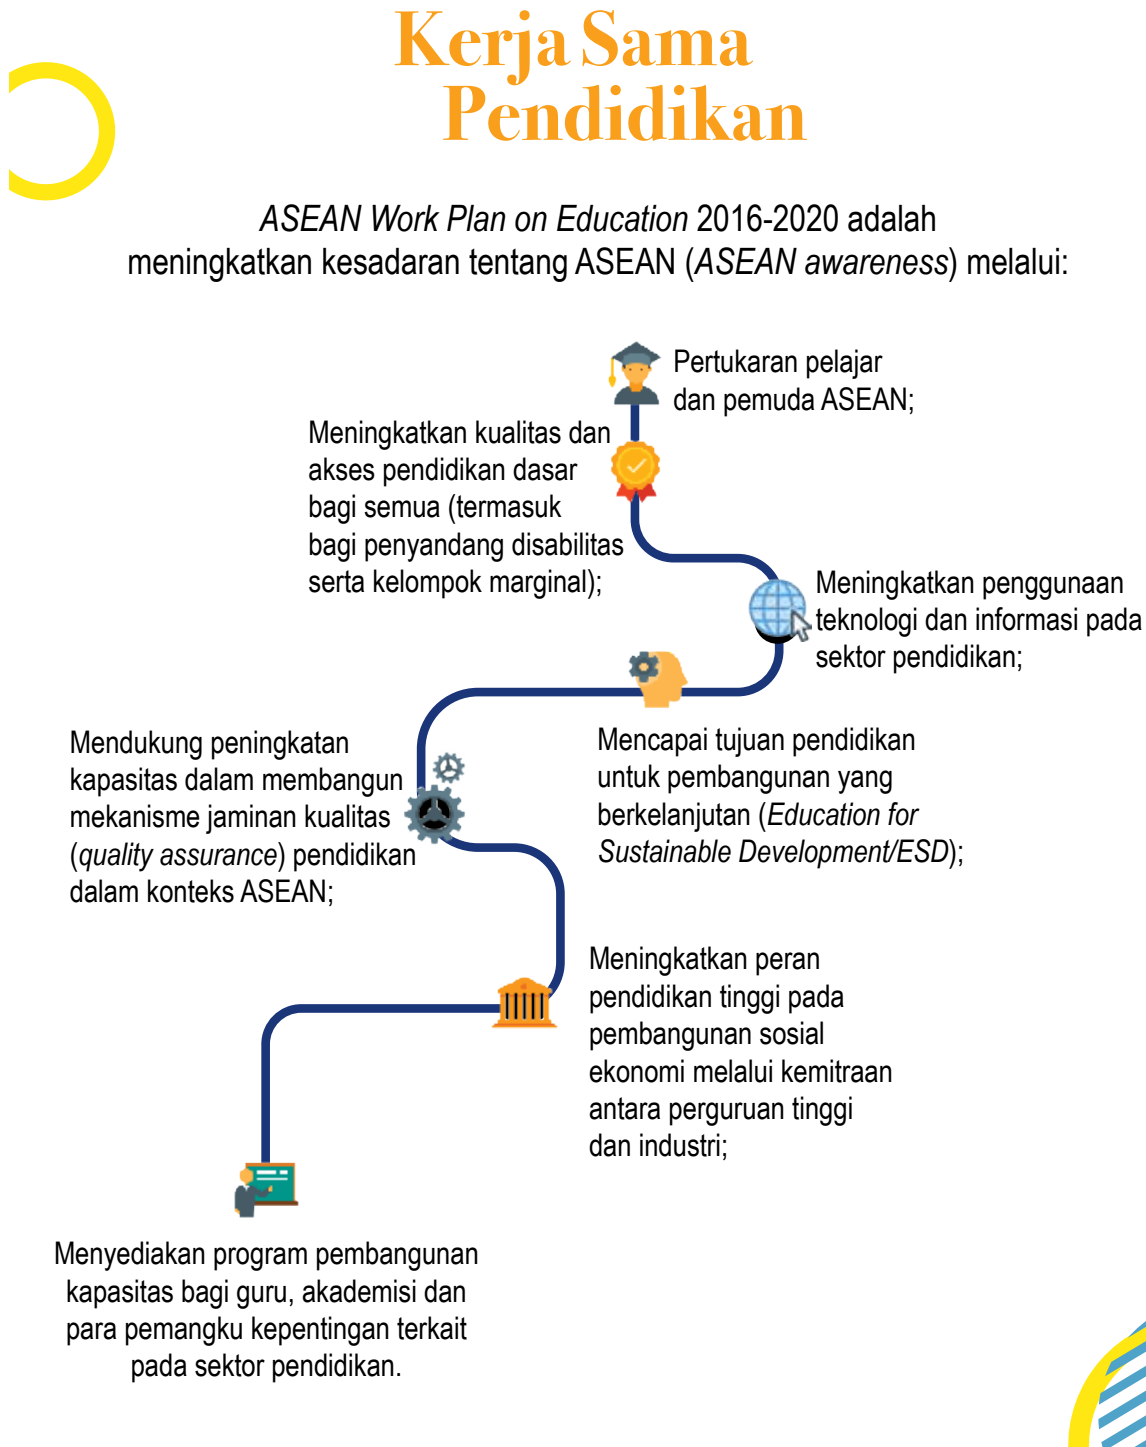 Kerja Sama
Pendidikan
ASEAN Work Plan on Education 2016-2020 adalah
meningkatkan kesadaran tentang ASEAN (ASEAN awareness) melalui:
Pertukaran pelajar
dan pemuda ASEAN;
Meningkatkan kualitas dan
akses pendidikan dasar
bagi semua (termasuk
bagi penyandang disabilitas
serta kelompok marginal);
Meningkatkan penggunaan
teknologi dan informasi pada
sektor pendidikan;
Mencapai tujuan pendidikan
untuk pembangunan yang
berkelanjutan (Education for
Sustainable Development/ESD);
Mendukung peningkatan
kapasitas dalam membangun
mekanisme jaminan kualitas
(quality assurance) pendidikan
dalam konteks ASEAN;
Meningkatkan peran
pendidikan tinggi pada
pembangunan sosial
ekonomi melalui kemitraan
antara perguruan tinggi
dan industri;
Menyediakan program pembangunan
kapasitas bagi guru, akademisi dan
para pemangku kepentingan terkait
pada sektor pendidikan.